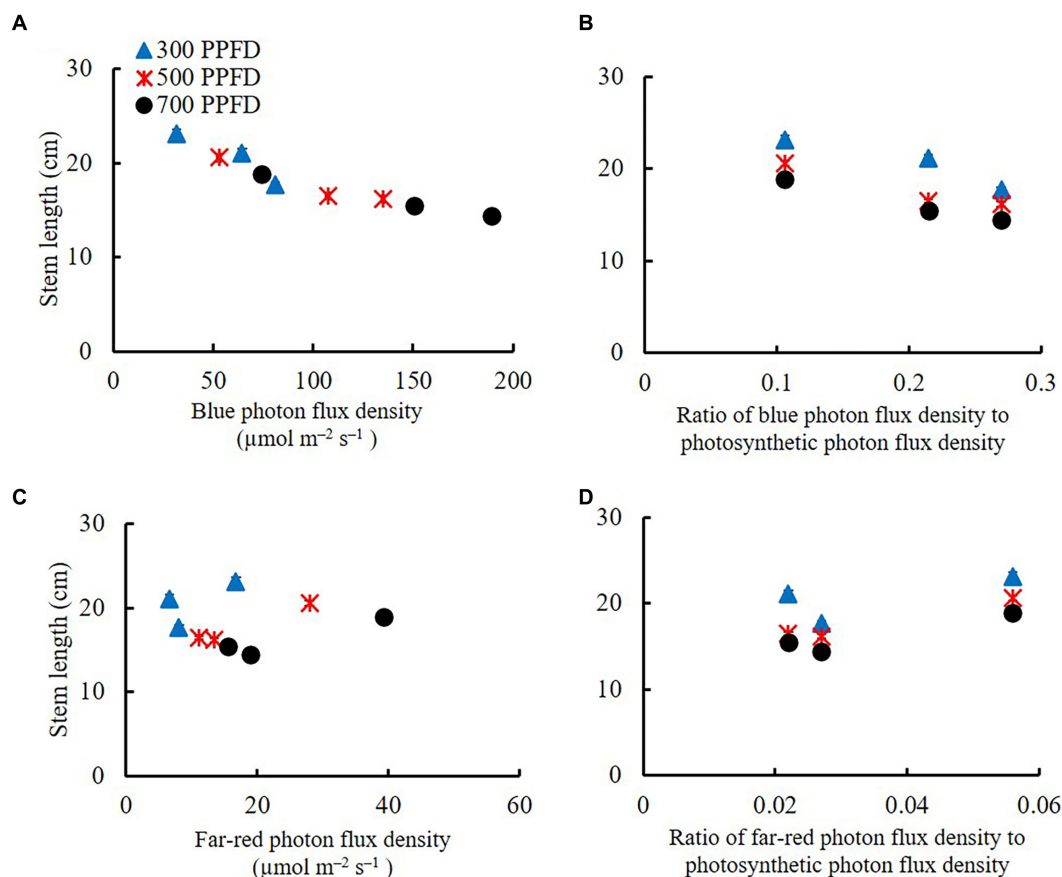 A
300 PPFD
500 PPFD
700 PPFD
30
20
10
0
Stem length (cm)
0
50
100
150
200
Blue photon flux density
(µmol m⁻² s⁻¹ )
B
30
20
10
0
0
0.1
0.2
0.3
Ratio of blue photon flux density to
photosynthetic photon flux density
C
30
20
10
0
Stem length (cm)
0
20
40
60
Far-red photon flux density
(µmol m⁻² s⁻¹)
D
30
20
10
0
0
0.02
0.04
0.06
Ratio of far-red photon flux density to
photosynthetic photon flux density